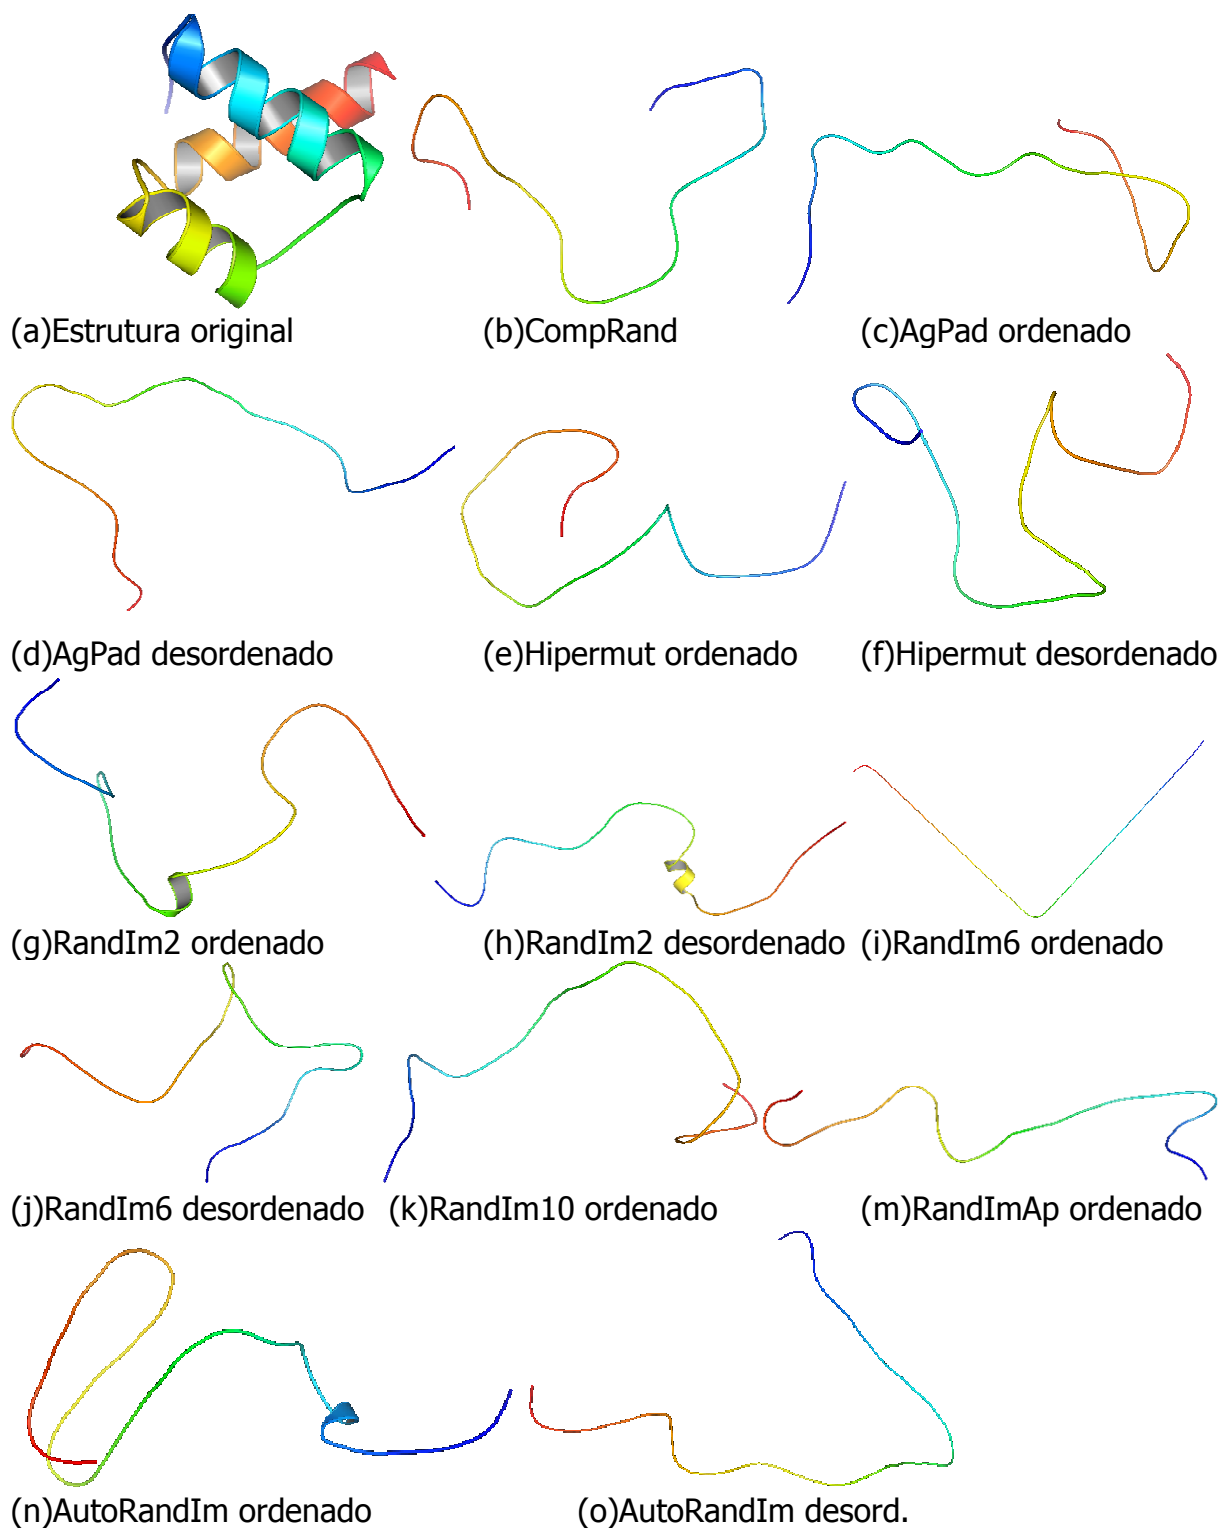 (a)Estrutura original
(b)CompRand
(c)AgPad ordenado
(d)AgPad desordenado
(e)Hipermut ordenado
(f)Hipermut desordenado
(g)RandIm2 ordenado
(h)RandIm2 desordenado
(i)RandIm6 ordenado
(j)RandIm6 desordenado
(k)RandIm10 ordenado
(m)RandImAp ordenado
(n)AutoRandIm ordenado
(o)AutoRandIm desord.